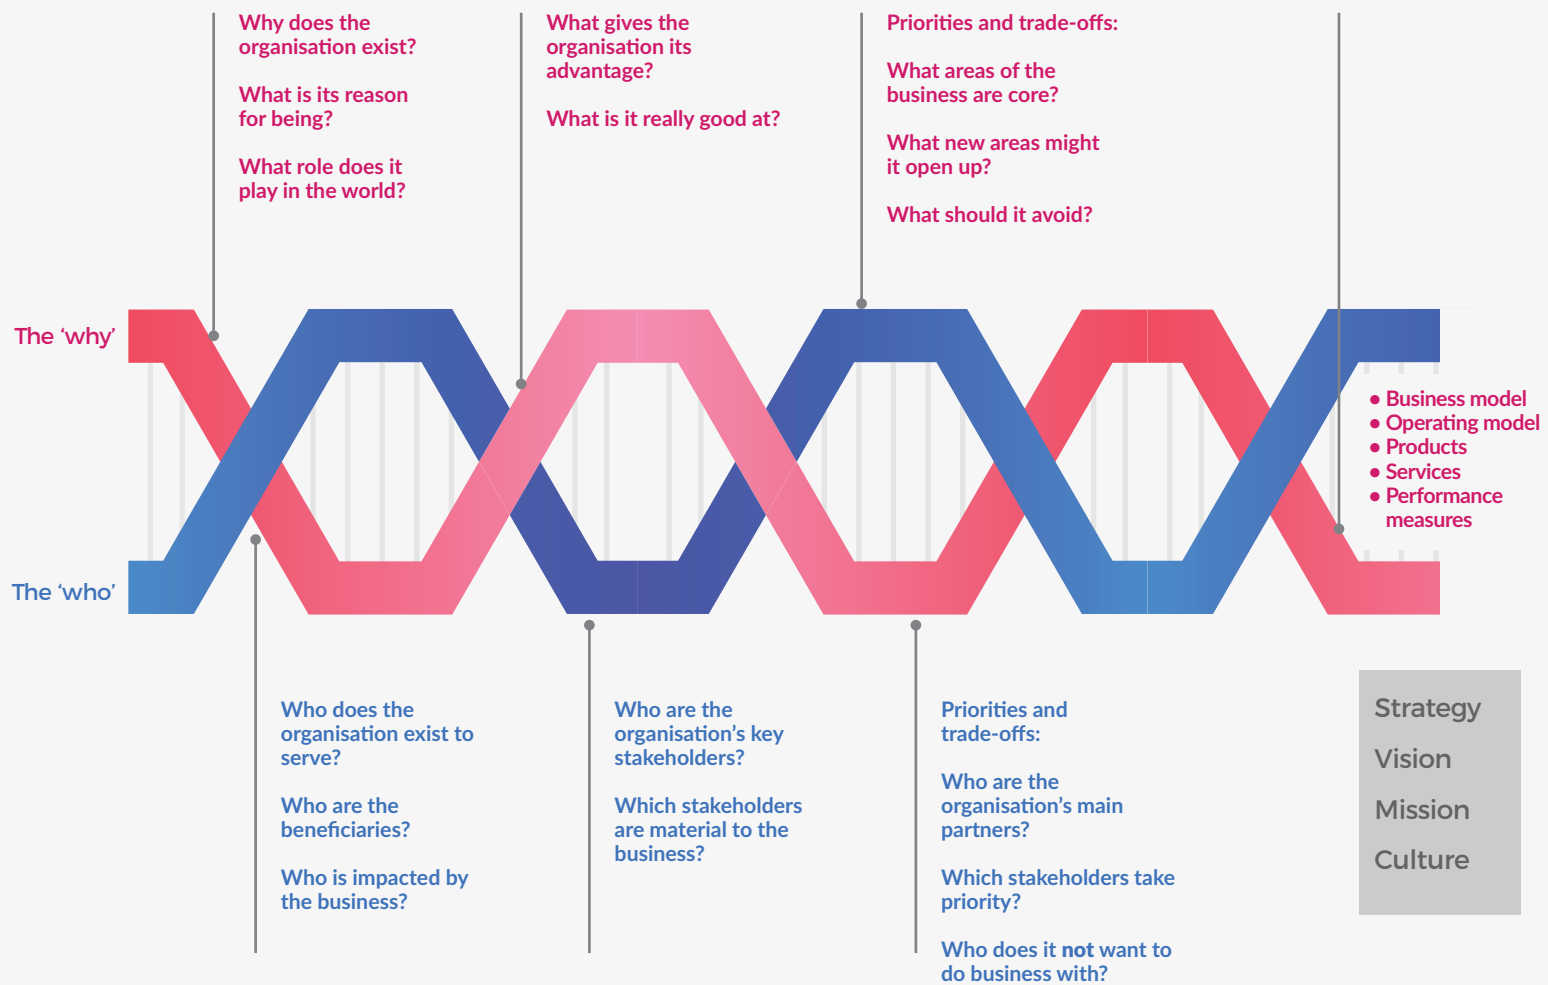 Why does the
organisation exist?
What is its reason
for being?
What role does it
play in the world?
What gives the
organisation its
advantage?
What is it really good at?
Priorities and trade-offs:
What areas of the
business are core?
What new areas might
it open up?
What should it avoid?
The ‘why’
• Business model
• Operating model
• Products
• Services
• Performance
measures
The ‘who’
Who does the
organisation exist to
serve?
Who are the
beneficiaries?
Who is impacted by
the business?
Who are the
organisation’s key
stakeholders?
Which stakeholders
are material to the
business?
Priorities and
trade-offs:
Who are the
organisation’s main
partners?
Which stakeholders take
priority?
Who does it not want to
do business with?
Strategy
Vision
Mission
Culture